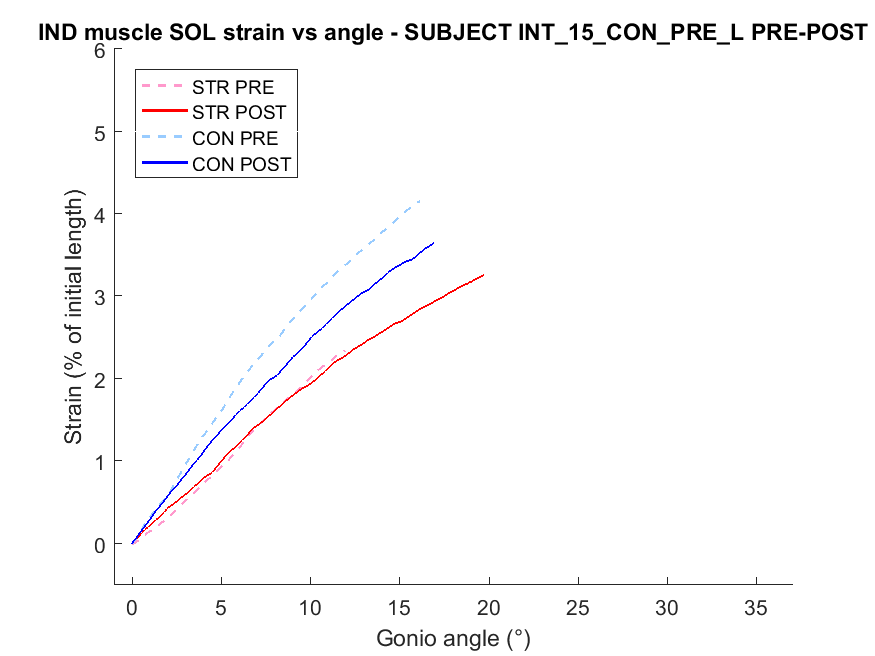 IND muscle SOL strain vs angle - SUBJECT INT_15_CON_PRE_L PRE-POST
6
5
4
3
2
1
0
Strain (% of initial length)
STR PRE
STR POST
CON PRE
CON POST
0 5 10 15 20 25 30 35
Gonio angle (°)